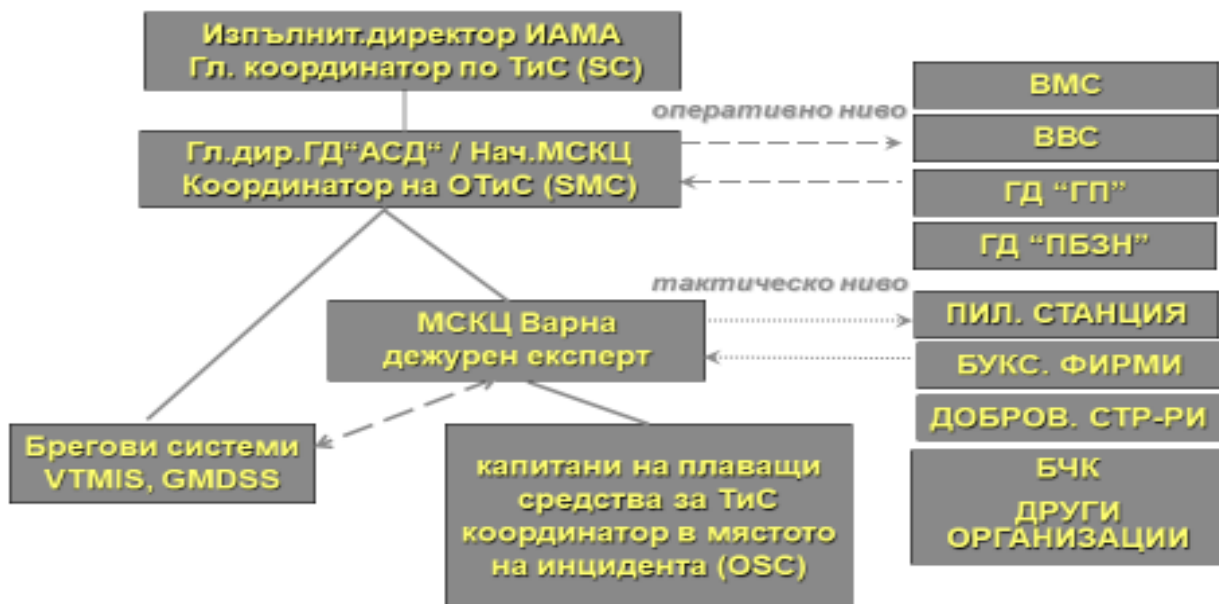 Изпълнит.директор ИАМА
Гл. координатор по ТиС (SC)
оперативно ниво
Гл.дир.ГД“АСД“ / Нач.МСКЦ
Координатор на ОТиС (SMC)
ВМС
ВВС
ГД “ГП”
ГД “ПБЗН”
тактическо ниво
МСКЦ Варна
дежурен експерт
ПИЛ. СТАНЦИЯ
БУКС. ФИРМИ
ДОБРОВ. СТР-РИ
БЧК
ДРУГИ
ОРГАНИЗАЦИИ
Брегови системи
VTMIS, GMDSS
капитани на плаващи
средства за ТиС
координатор в мястото
на инцидента (OSC)